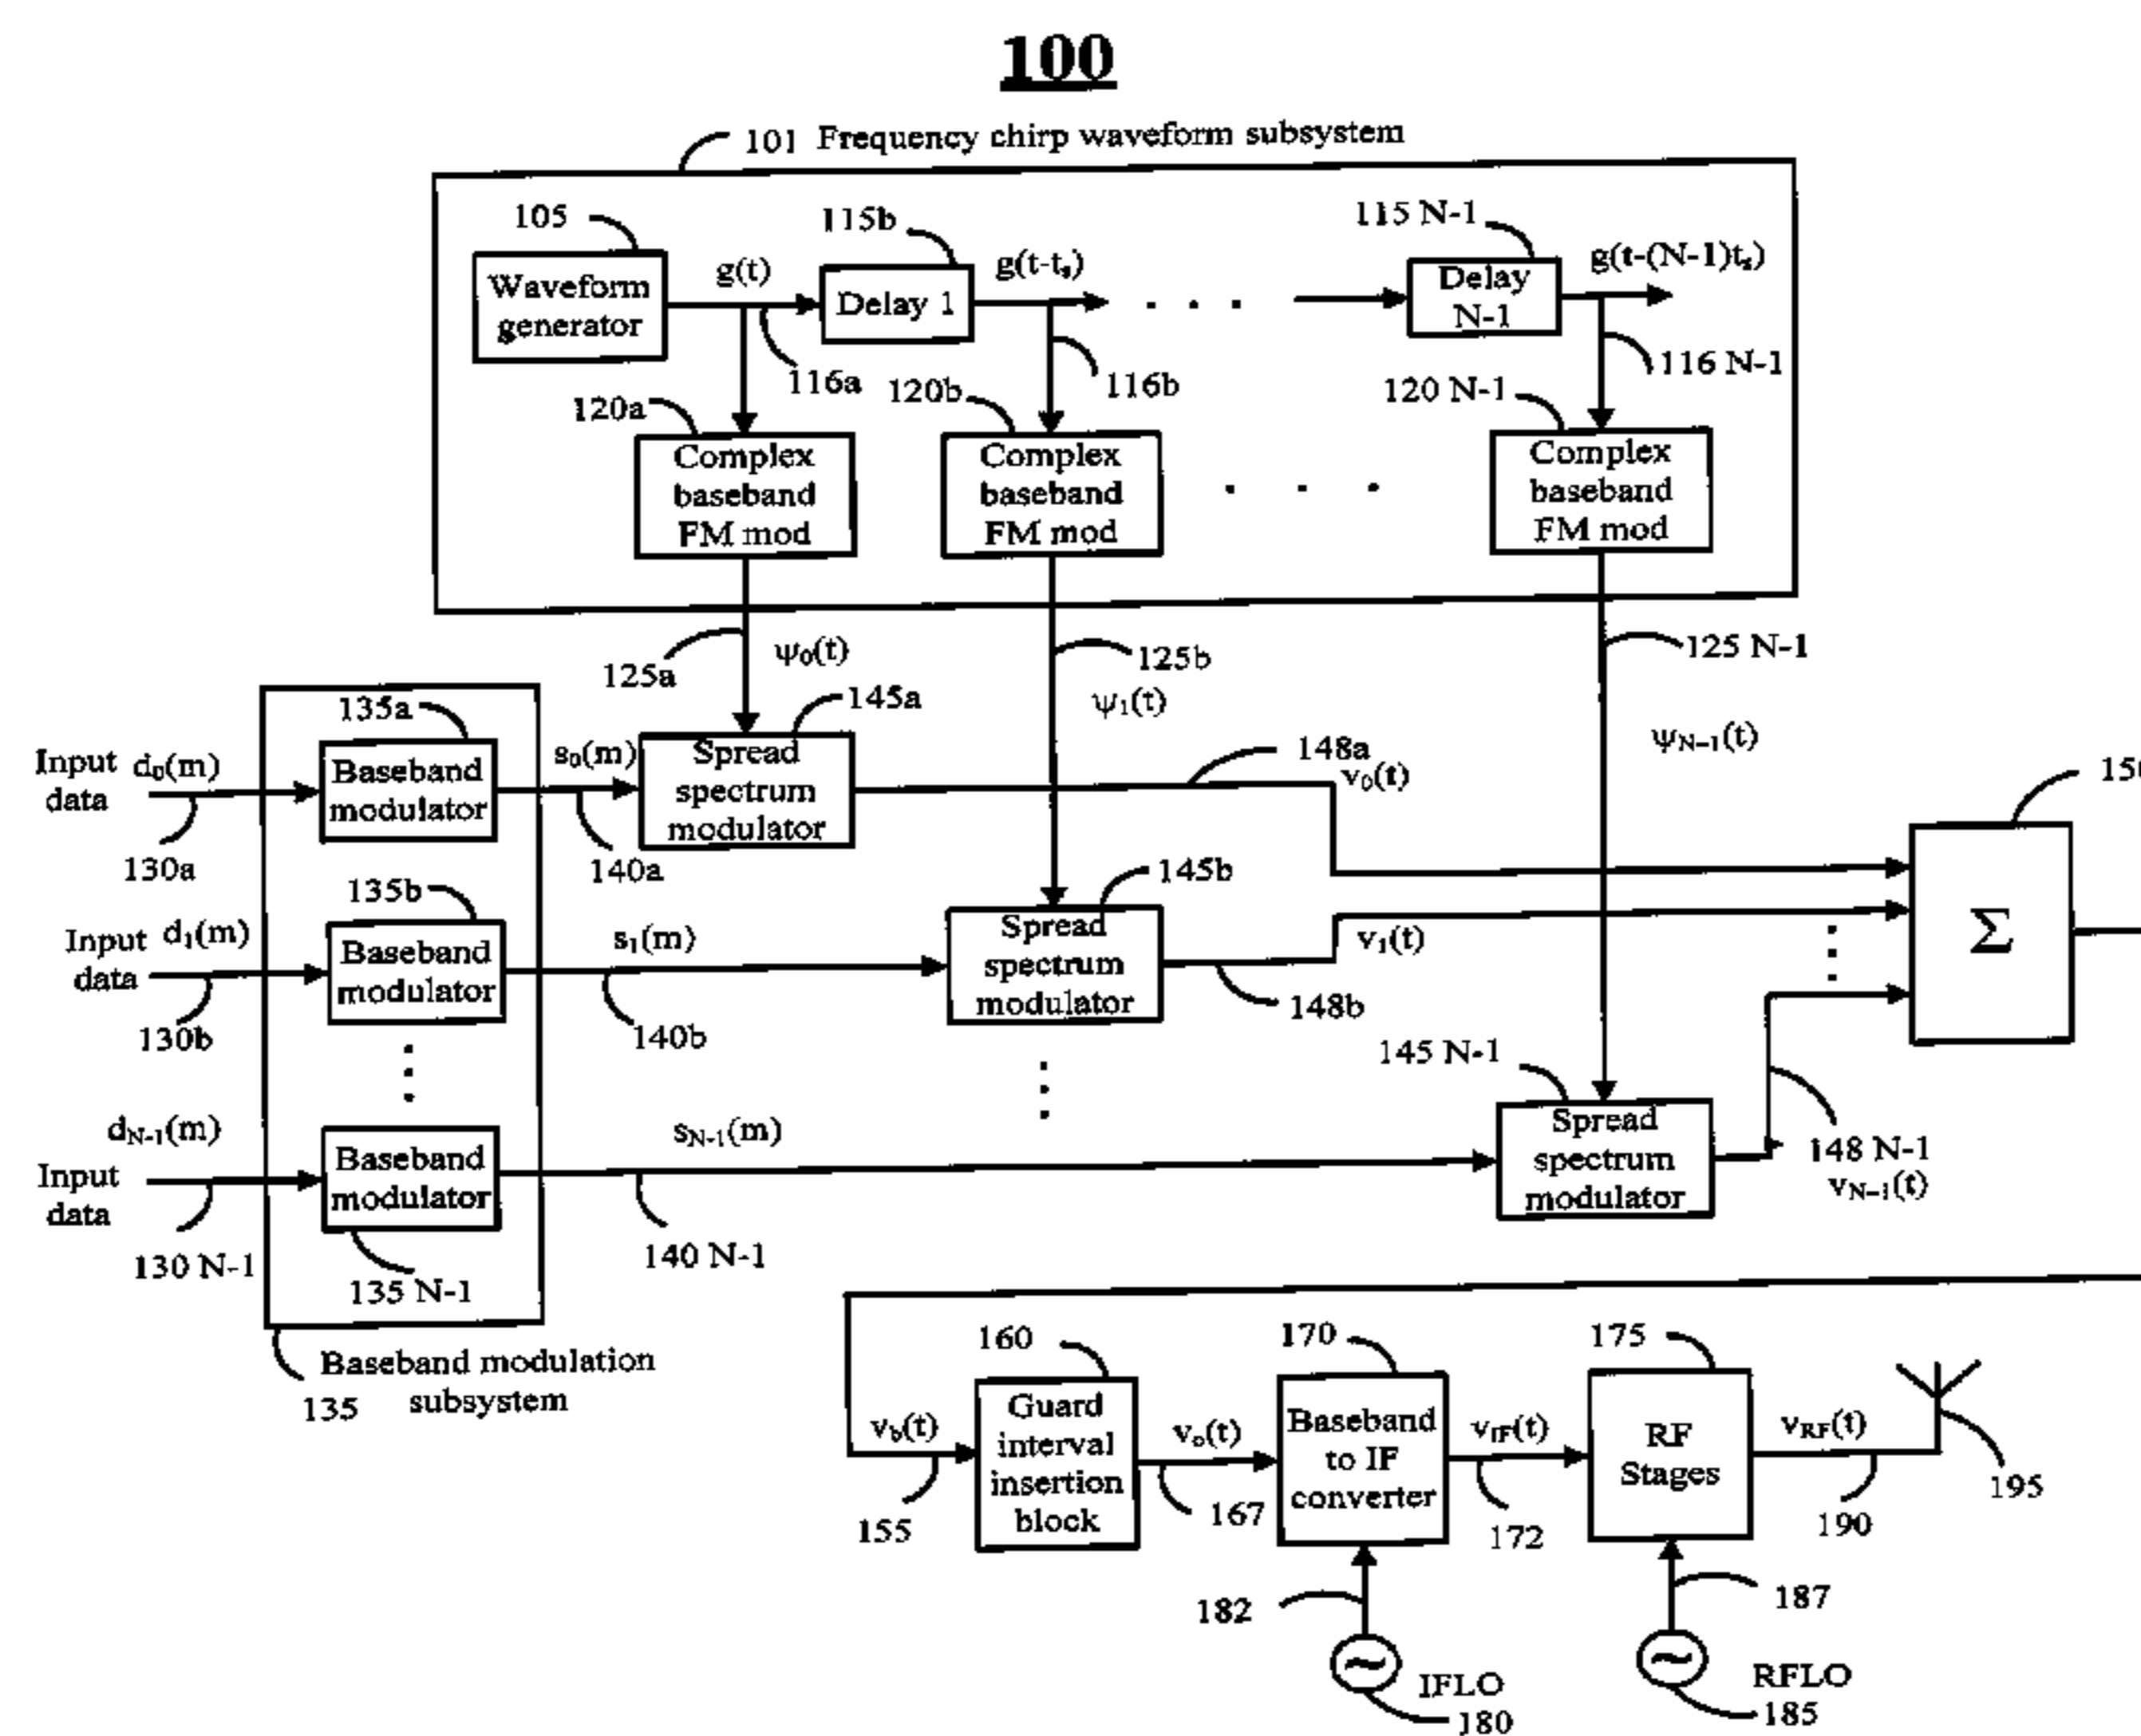 100
101 Frequency chirp waveform subsystem
105
115b
115 N-1
Waveform
generator
g(t)
Delay 1
g(t-tₛ)
. . .
Delay
N-1
g(t-(N-1)tₛ)
116a
116b
116 N-1
120a
120b
120 N-1
Complex
baseband
FM mod
Complex
baseband
FM mod
. . .
Complex
baseband
FM mod
125a
ψ₀(t)
125b
ψ₁(t)
125 N-1
ψN-1(t)
135a
145a
Input
data
d₀(m)
130a
Baseband
modulator
s₀(m)
140a
Spread
spectrum
modulator
148a
v₀(t)
135b
145b
Input
data
d₁(m)
130b
Baseband
modulator
s₁(m)
140b
Spread
spectrum
modulator
v₁(t)
148b
Σ
145 N-1
dN-1(m)
Input
data
130 N-1
Baseband
modulator
135 N-1
sN-1(m)
140 N-1
Spread
spectrum
modulator
148 N-1
vN-1(t)
Baseband modulation
subsystem
135
160
170
175
vb(t)
155
Guard
interval
insertion
block
vₒ(t)
167
Baseband
to IF
converter
vIF(t)
172
RF
Stages
vRF(t)
190
195
182
187
~
IFLO
180
~
RFLO
185